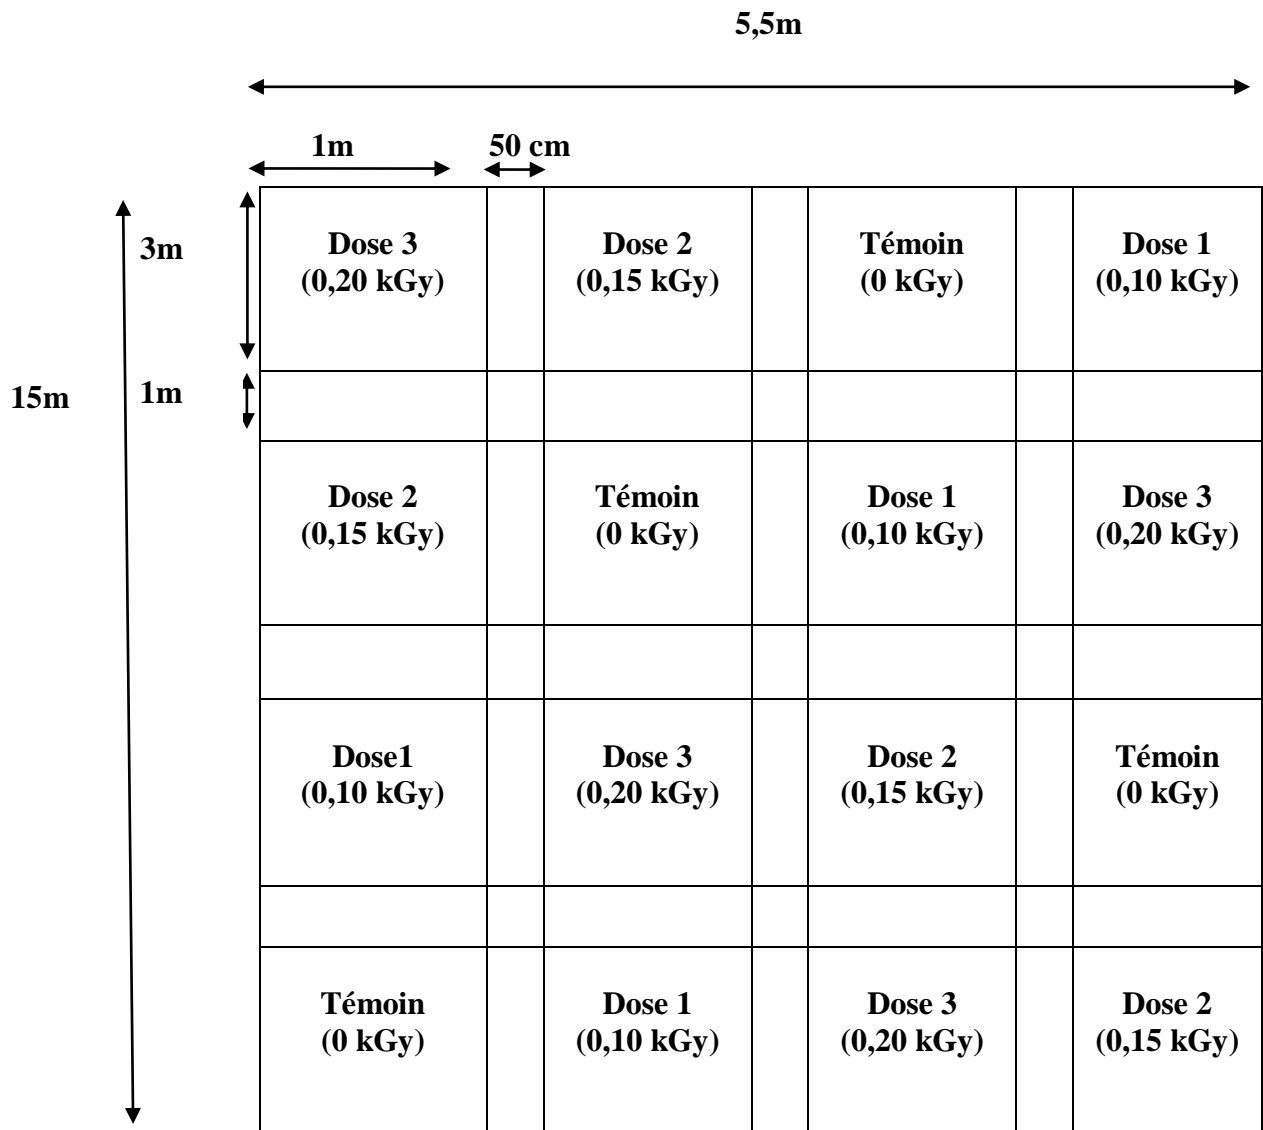 5,5m
1m
50 cm
3m
1m
15m
Dose 3
(0,20 kGy)
Dose 2
(0,15 kGy)
Témoin
(0 kGy)
Dose 1
(0,10 kGy)
Dose 2
(0,15 kGy)
Témoin
(0 kGy)
Dose 1
(0,10 kGy)
Dose 3
(0,20 kGy)
Dose1
(0,10 kGy)
Dose 3
(0,20 kGy)
Dose 2
(0,15 kGy)
Témoin
(0 kGy)
Témoin
(0 kGy)
Dose 1
(0,10 kGy)
Dose 3
(0,20 kGy)
Dose 2
(0,15 kGy)